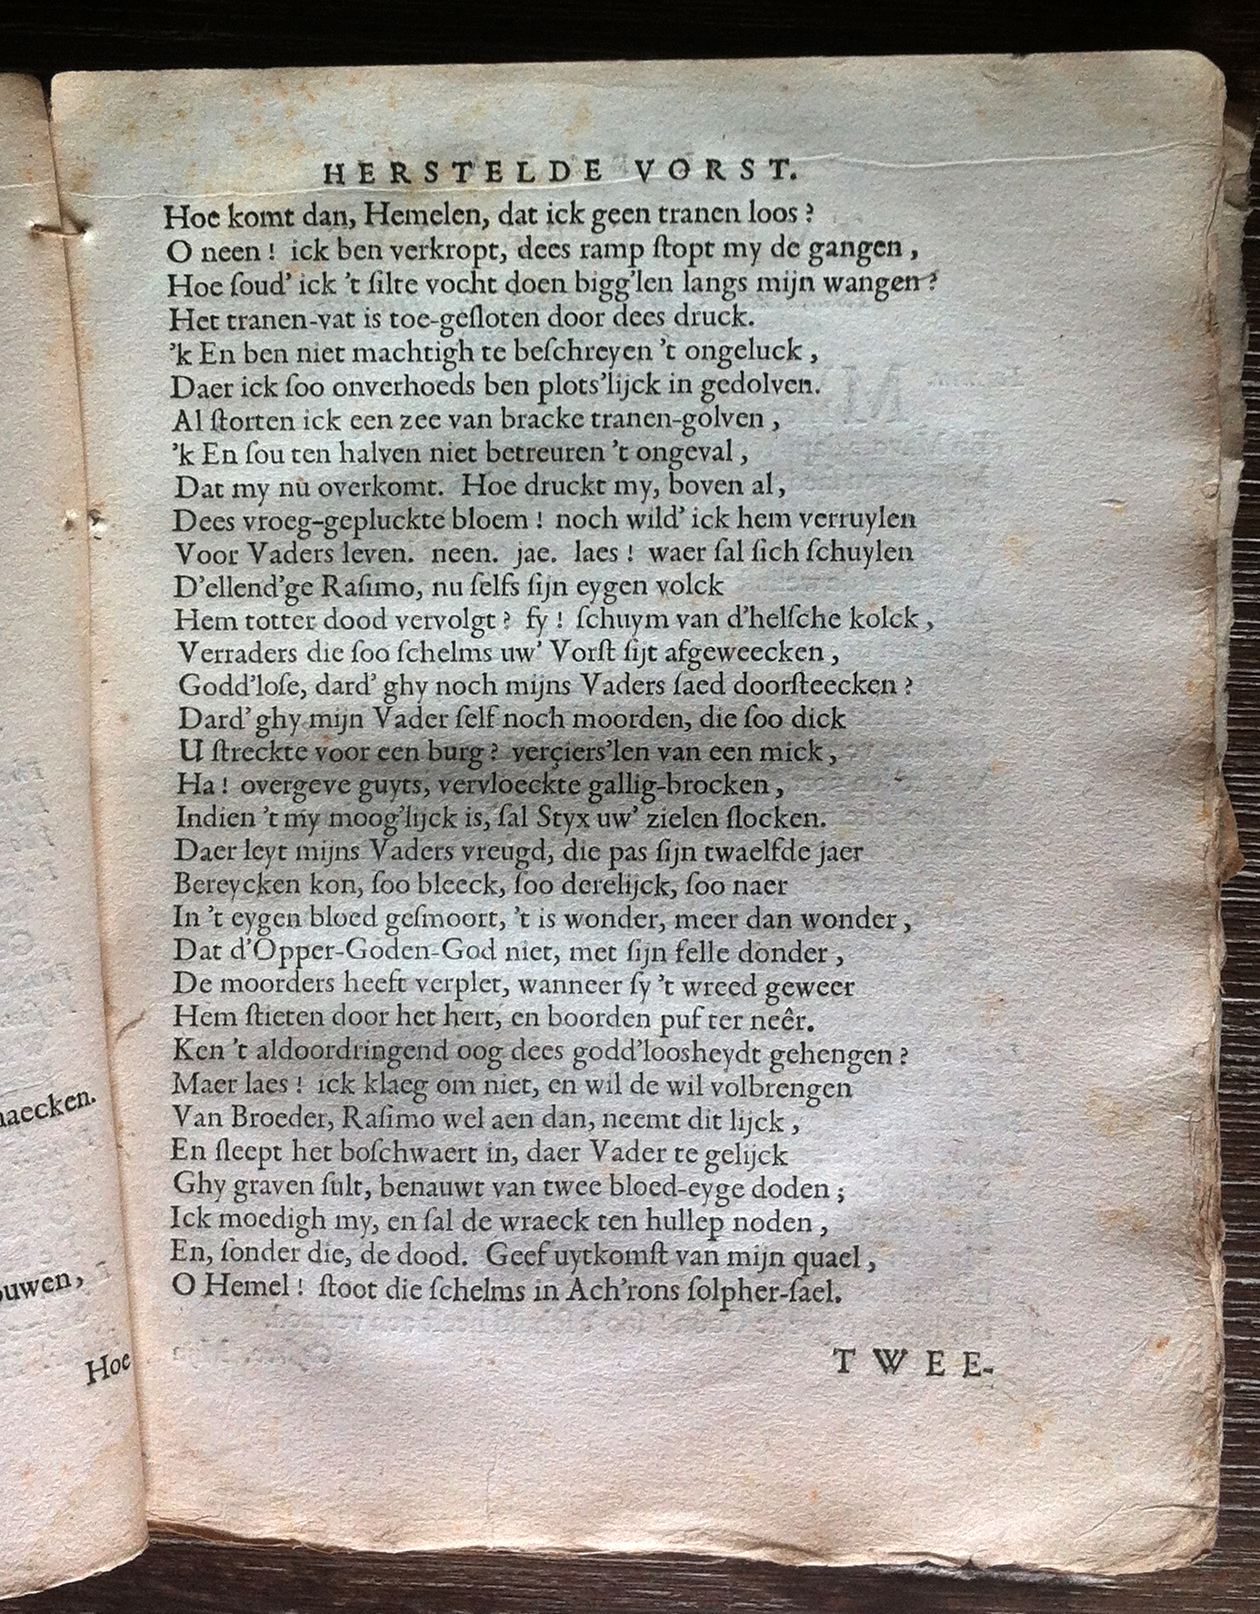 HERSTELDE VORST.
Hoe komt dan, Hemelen, dat ick geen tranen loos?
O neen! ick ben verkropt, dees ramp ſtopt my de gangen,
Hoe ſoud' ick 't ſilte vocht doen bigg'len langs mijn wangen?
Het tranen-vat is toe-geſloten door dees druck.
'k En ben niet machtigh te beſchreyen 't ongeluck,
Daer ick ſoo onverhoeds ben plots'lijck in gedolven.
Al ſtorten ick een zee van bracke tranen-golven,
'k En ſou ten halven niet betreuren 't ongeval,
Dat my nù overkomt. Hoe druckt my, boven al,
Dees vroeg-gepluckte bloem! noch wild' ick hem verruylen
Voor Vaders leven. neen. jae. laes! waer ſal ſich ſchuylen
D'ellend'ge Raſimo, nu ſelfs ſijn eygen volck
Hem totter dood vervolgt? fy! ſchuym van d'helſche kolck,
Verraders die ſoo ſchelms uw' Vorſt ſijt afgeweecken,
Godd'loſe, dard' ghy noch mijns Vaders ſaed doorſteecken?
Dard' ghy mijn Vader ſelf noch moorden, die ſoo dick
U ſtreckte voor een burg? verçiers'len van een mick,
Ha! overgeve guyts, vervloeckte gallig-brocken,
Indien 't my moog'lijck is, ſal Styx uw' zielen ſlocken.
Daer leyt mijns Vaders vreugd, die pas ſijn twaelfde jaer
Bereycken kon, ſoo bleeck, ſoo derelijck, ſoo naer
In 't eygen bloed geſmoort, 't is wonder, meer dan wonder,
Dat d'Opper-Goden-God niet, met ſijn felle donder,
De moorders heeft verplet, wanneer ſy 't wreed geweer
Hem ſtieten door het hert, en boorden puf ter neêr.
Ken 't aldoordringend oog dees godd'loosheydt gehengen?
Maer laes! ick klaeg om niet, en wil de wil volbrengen
Van Broeder, Raſimo wel aen dan, neemt dit lijck,
En ſleept het boſchwaert in, daer Vader te gelijck
Ghy graven ſult, benauwt van twee bloed-eyge doden;
Ick moedigh my, en ſal de wraeck ten hullep noden,
En, ſonder die, de dood. Geef uytkomſt van mijn quael,
O Hemel! ſtoot die ſchelms in Ach'rons ſolpher-ſael.
TWEE-
naecken.
ouwen,
Hoe